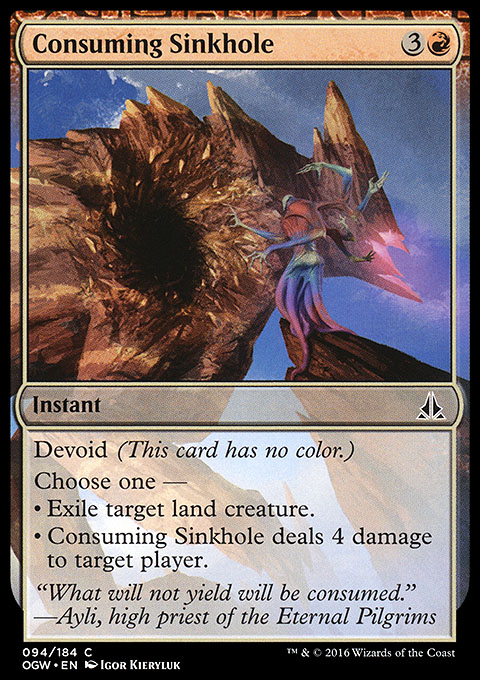 Consuming Sinkhole 3
Instant
Devoid (This card has no color.)
Choose one —
• Exile target land creature.
• Consuming Sinkhole deals 4 damage
to target player.
“What will not yield will be consumed.”
—Ayli, high priest of the Eternal Pilgrims
094/184 C
OGW • EN Igor Kieryluk
™ & © 2016 Wizards of the Coast